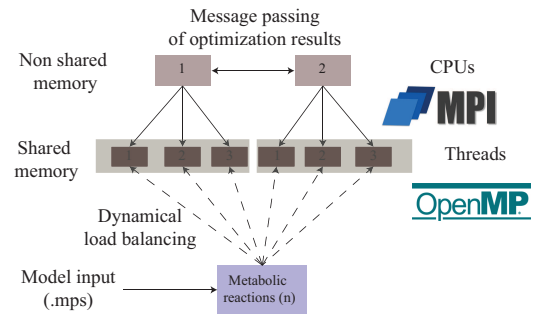 Message passing
of optimization results
Non shared
memory
1
2
CPUs
MPI
Shared
memory
1
2
3
1
2
3
Threads
OpenMP
Dynamical
load balancing
Model input
(.mps)
Metabolic
reactions (n)